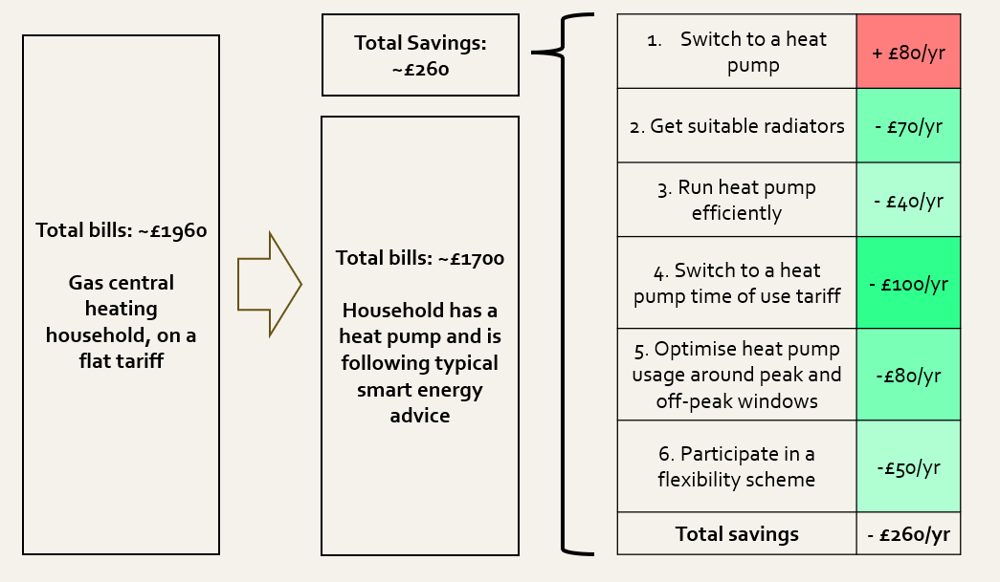 Total bills: ~£1960
Gas central
heating
household, on a
flat tariff
Total Savings:
~£260
Total bills: ~£1700
Household has a
heat pump and is
following typical
smart energy
advice
1. Switch to a heat
pump
+ £80/yr
2. Get suitable radiators
- £70/yr
3. Run heat pump
efficiently
- £40/yr
4. Switch to a heat
pump time of use tariff
- £100/yr
5. Optimise heat pump
usage around peak and
off-peak windows
-£80/yr
6. Participate in a
flexibility scheme
-£50/yr
Total savings
- £260/yr